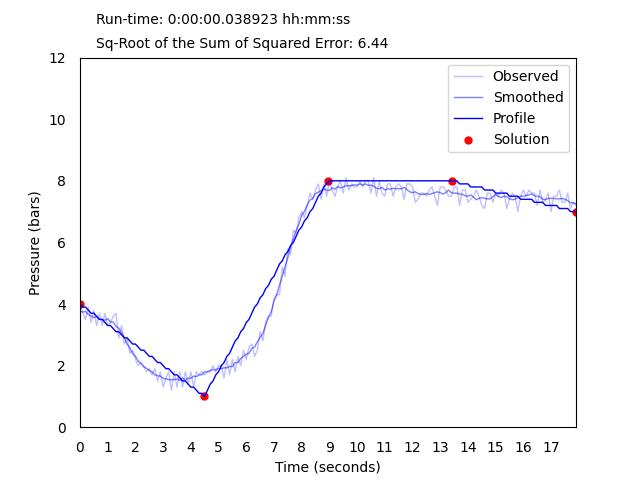 Run-time: 0:00:00.038923 hh:mm:ss
Sq-Root of the Sum of Squared Error: 6.44
Observed
Smoothed
Profile
Solution
Pressure (bars)
12
10
8
6
4
2
0
0 1 2 3 4 5 6 7 8 9 10 11 12 13 14 15 16 17
Time (seconds)